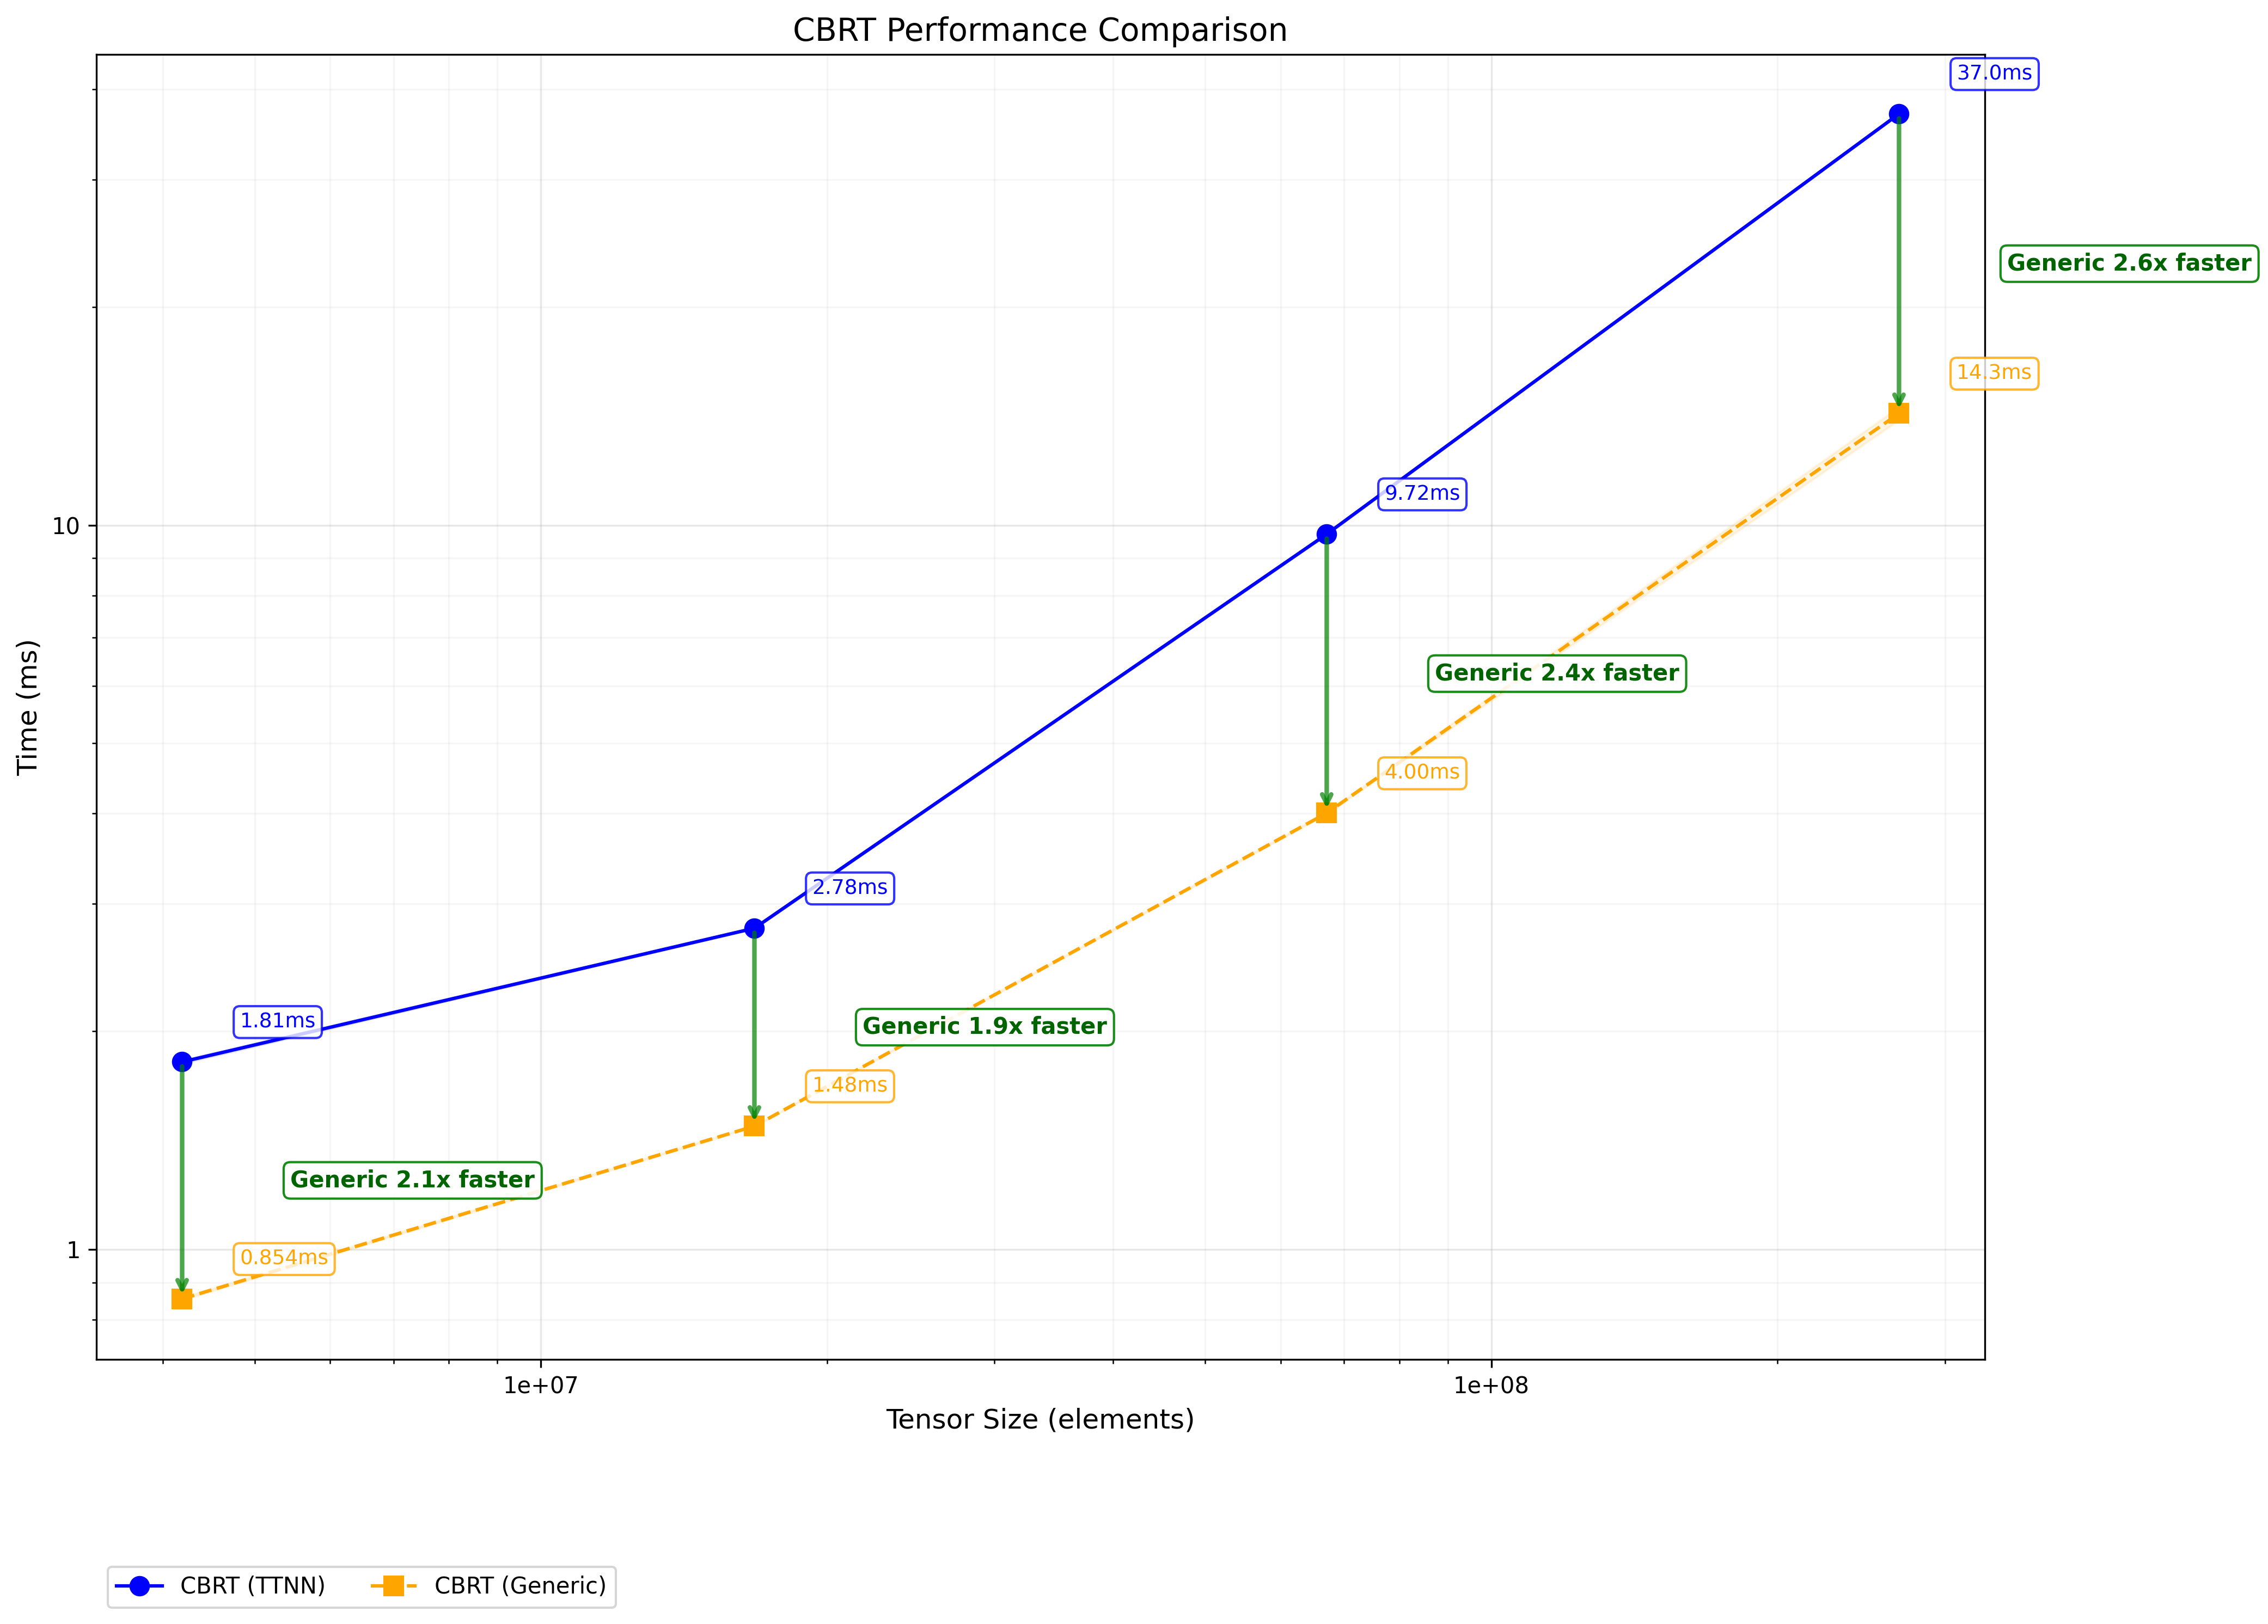 CBRT Performance Comparison
37.0ms
Generic 2.6x faster
14.3ms
10
9.72ms
Generic 2.4x faster
4.00ms
Time (ms)
2.78ms
1.81ms
Generic 1.9x faster
1.48ms
Generic 2.1x faster
1
0.854ms
1e+07
1e+08
Tensor Size (elements)
CBRT (TTNN)
CBRT (Generic)